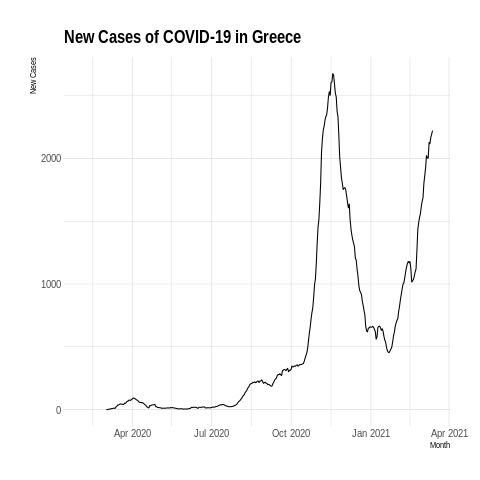 New Cases of COVID-19 in Greece
New Cases
2000
1000
0
Apr 2020 Jul 2020 Oct 2020 Jan 2021 Apr 2021
Month